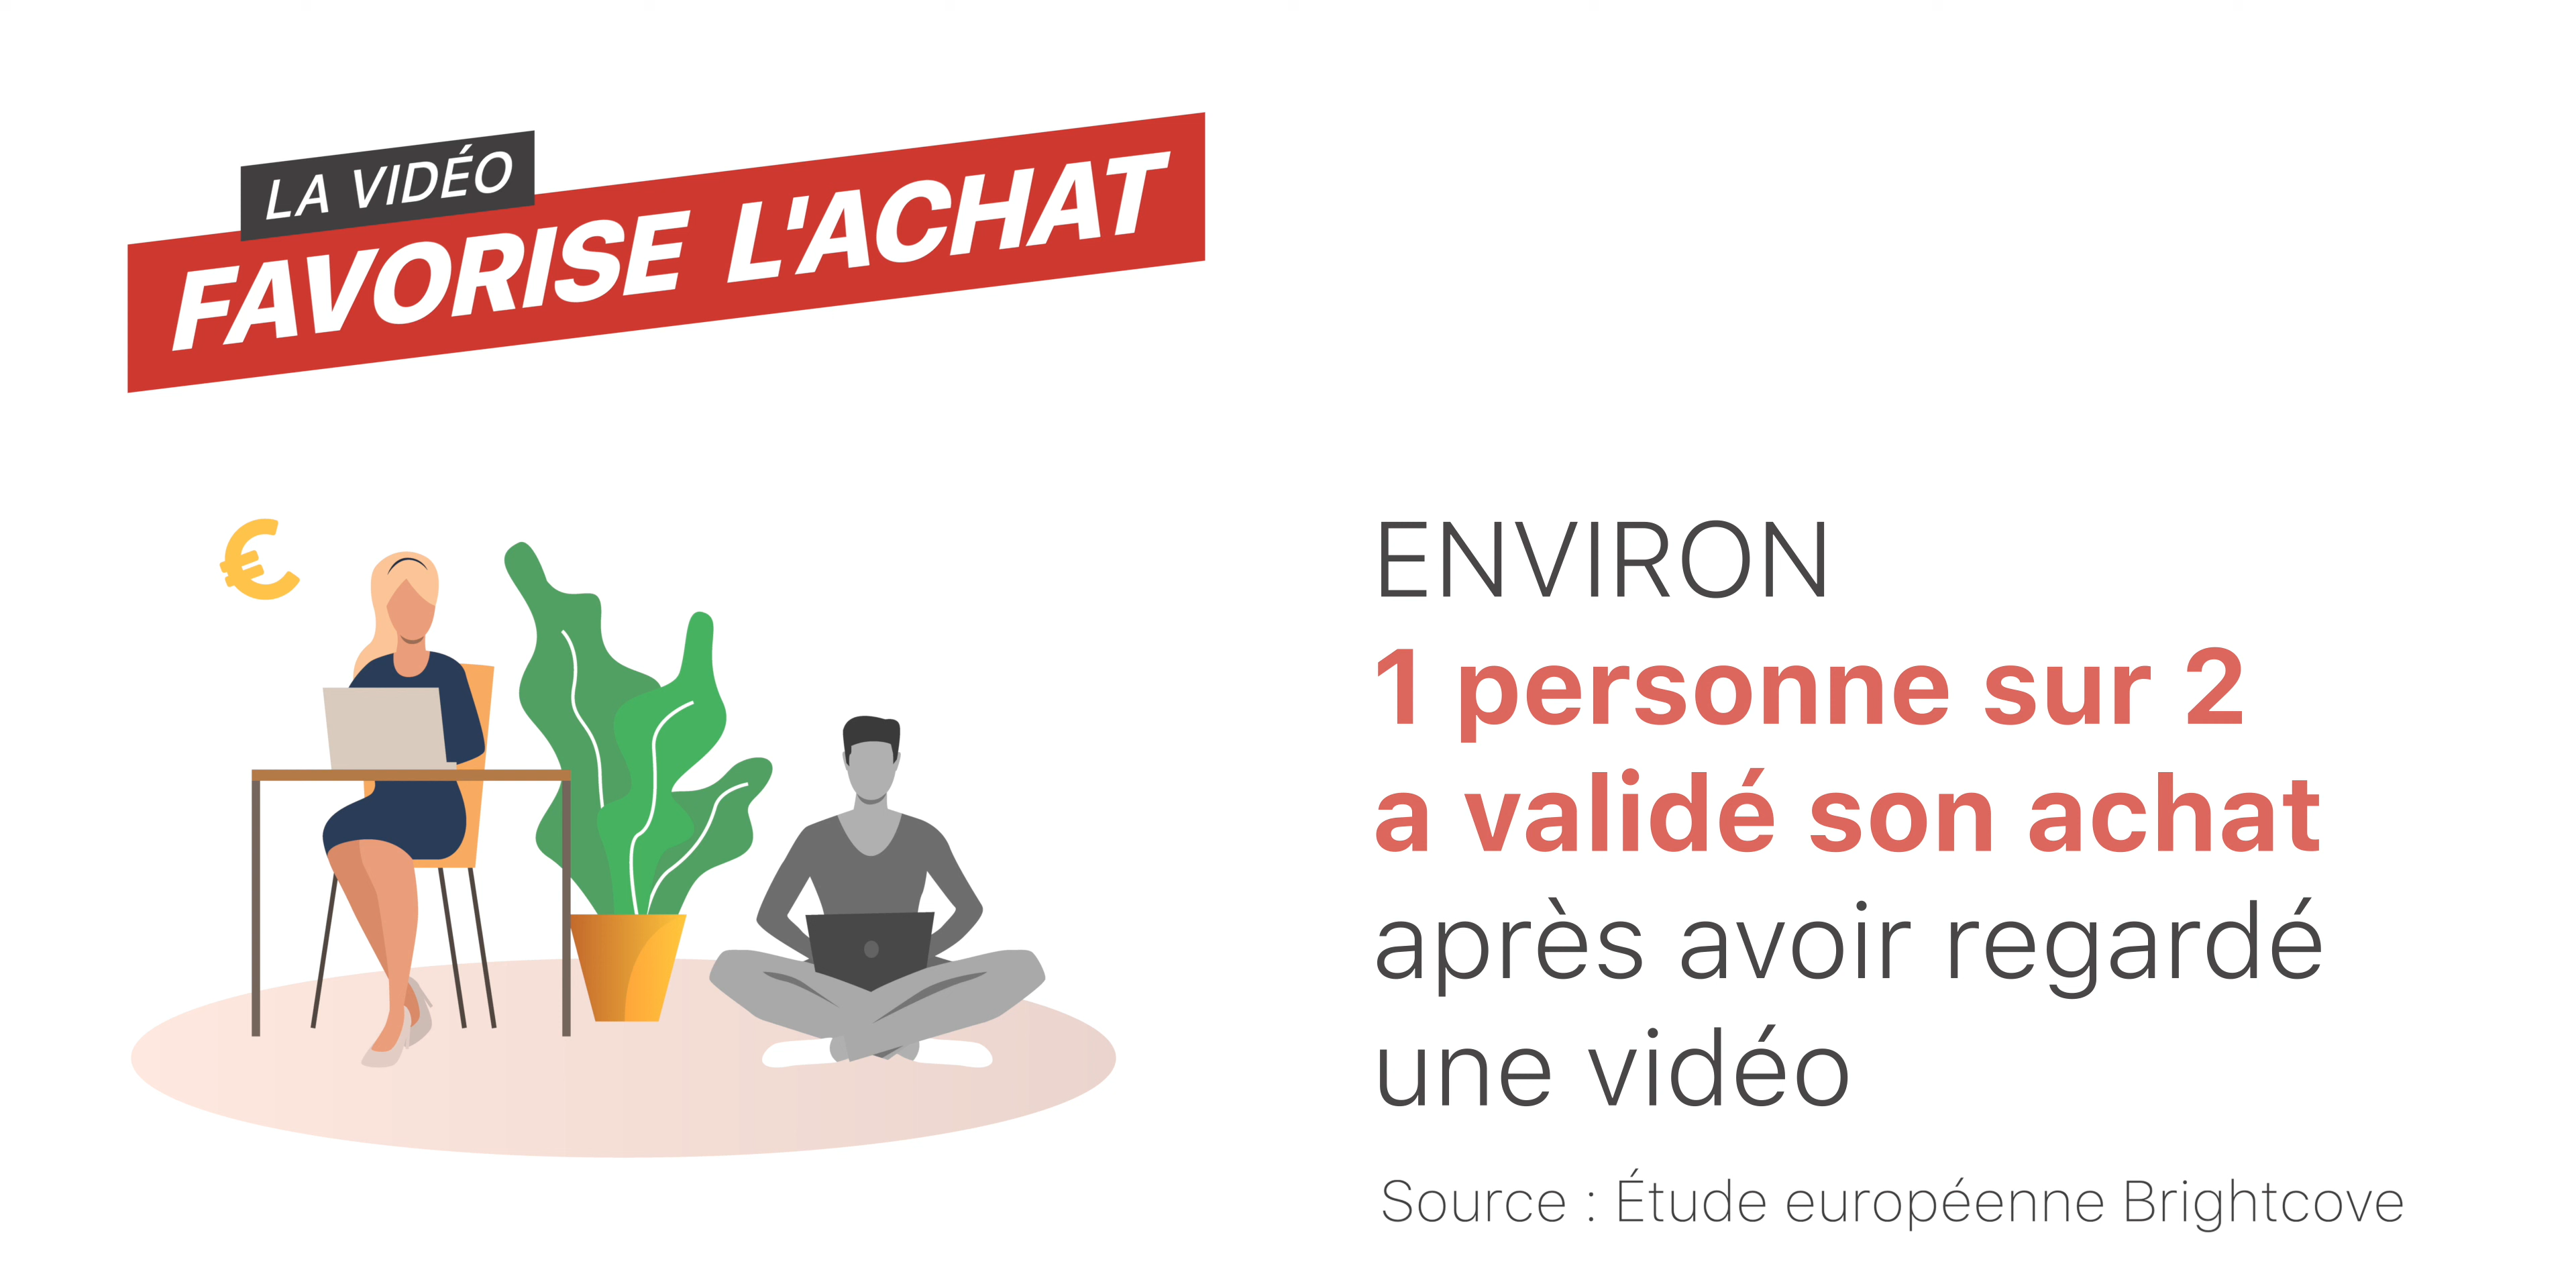 LA VIDÉO
FAVORISE L'ACHAT
€
ENVIRON
1 personne sur 2
a validé son achat
après avoir regardé
une vidéo
Source : Étude européenne Brightcove